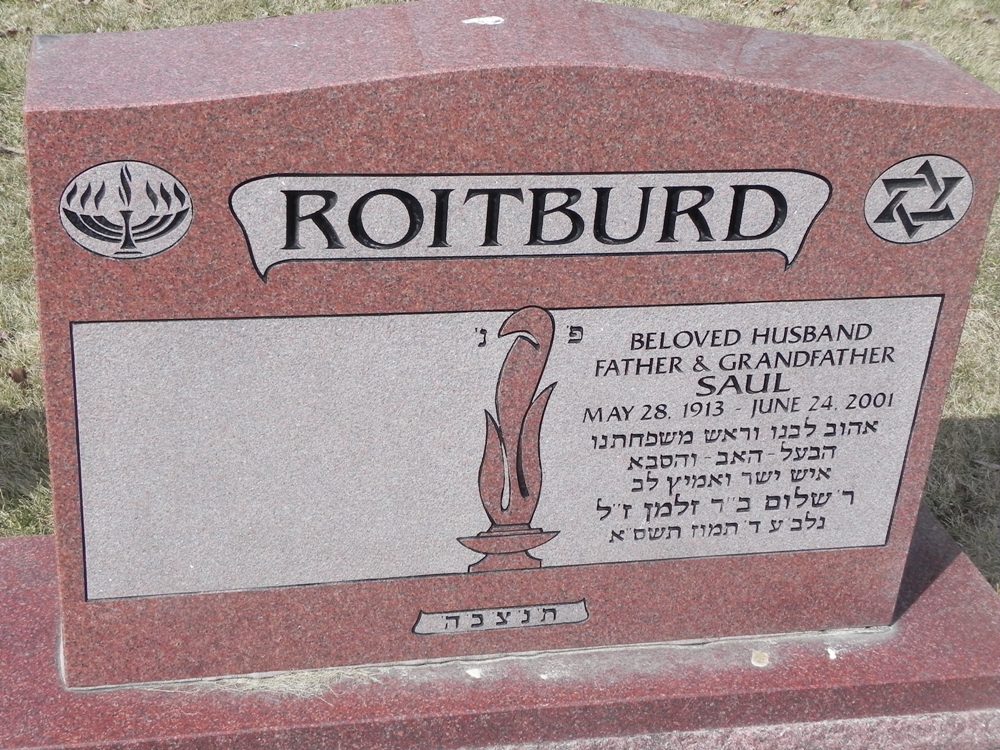 ROITBURD
פ׳ נ׳
BELOVED HUSBAND
FATHER & GRANDFATHER
SAUL
MAY 28, 1913 - JUNE 24, 2001
אהוב לבנו וראש משפחתנו
הבעל - האב - והסבא
איש ישר ואמיץ לב
ר׳ שלום ב״ר זלמן ז״ל
נלב״ע ד׳ תמוז תשס״א
ת׳נ׳צ׳ב׳ה